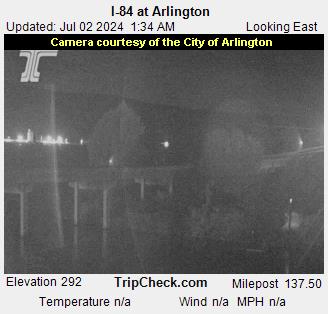 I-84 at Arlington
Updated: Jul 02 2024 1:34 AM Looking East
Camera courtesy of the City of Arlington
Elevation 292 TripCheck.com Milepost 137.50
Temperature n/a Wind n/a MPH n/a